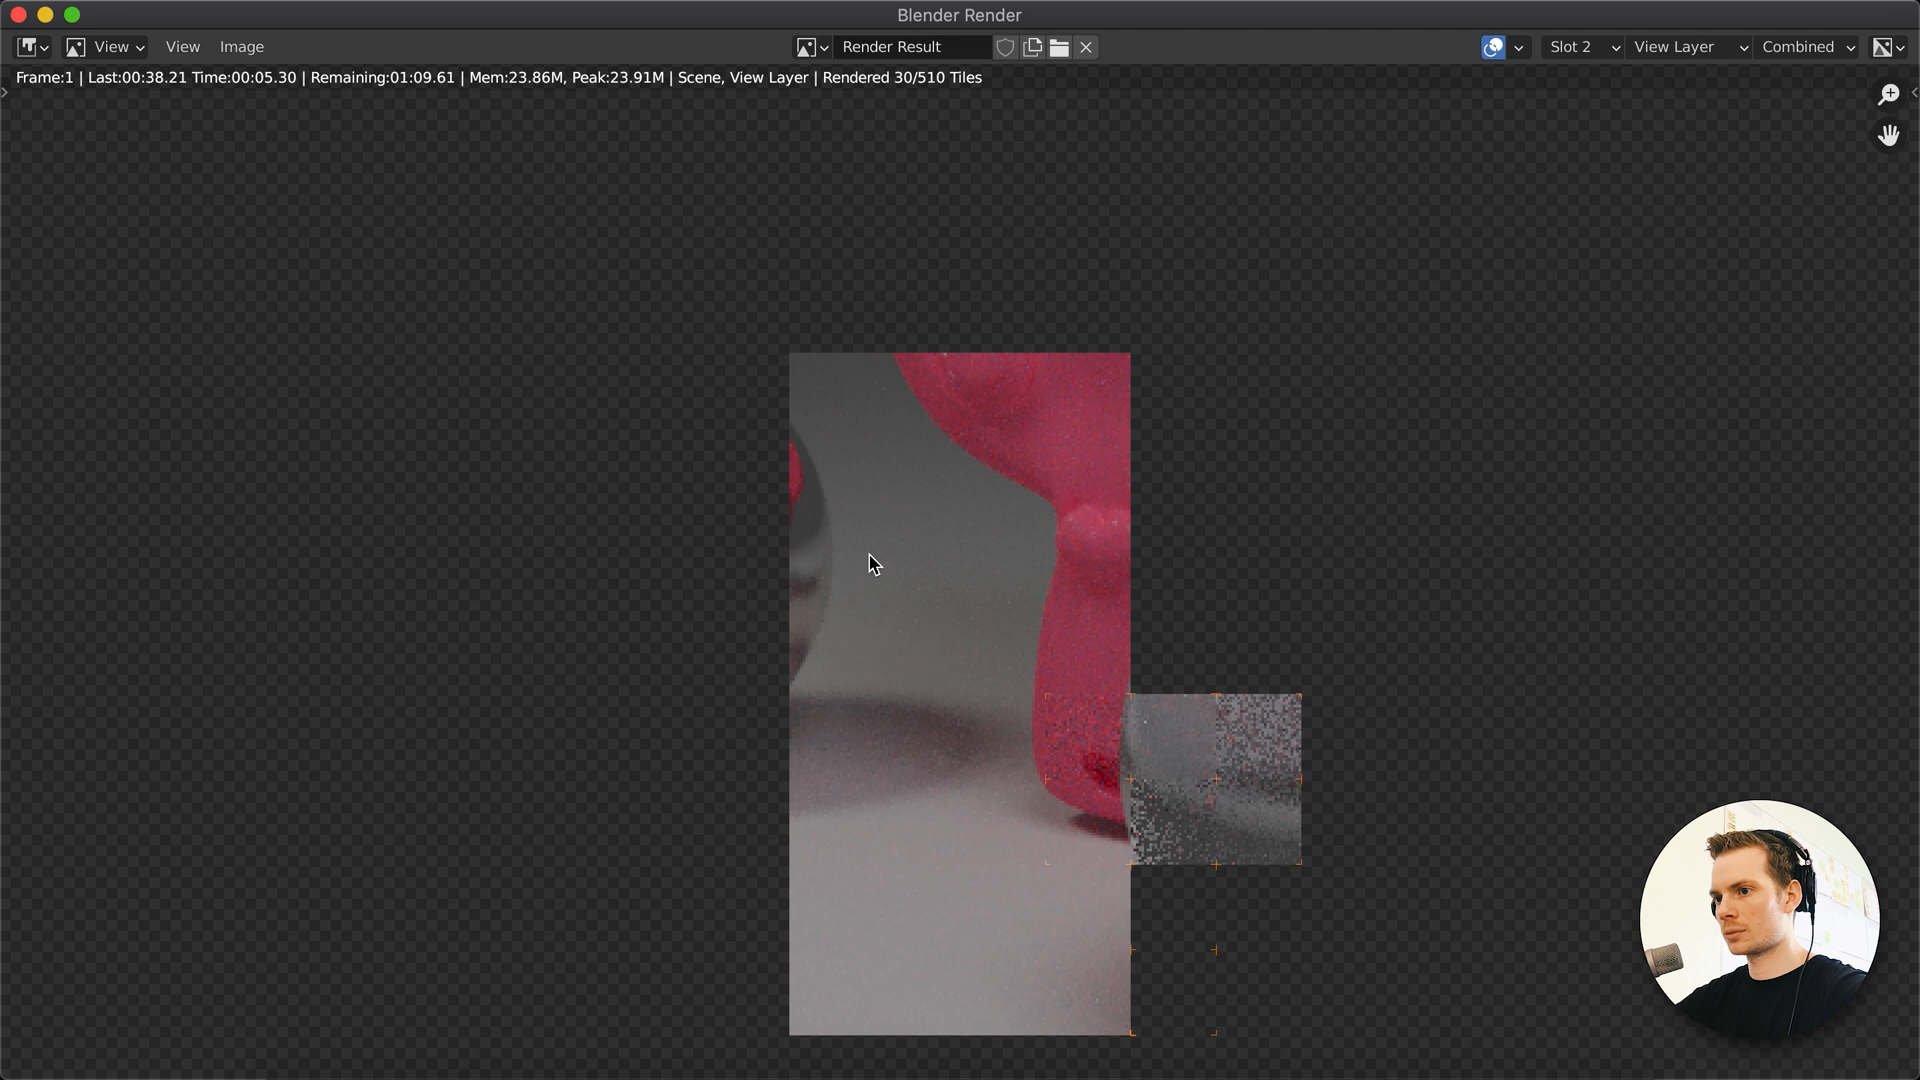 Blender Render
View View Image Render Result Slot 2 View Layer Combined
Frame:1 | Last:00:38.21 Time:00:05.30 | Remaining:01:09.61 | Mem:23.86M, Peak:23.91M | Scene, View Layer | Rendered 30/510 Tiles